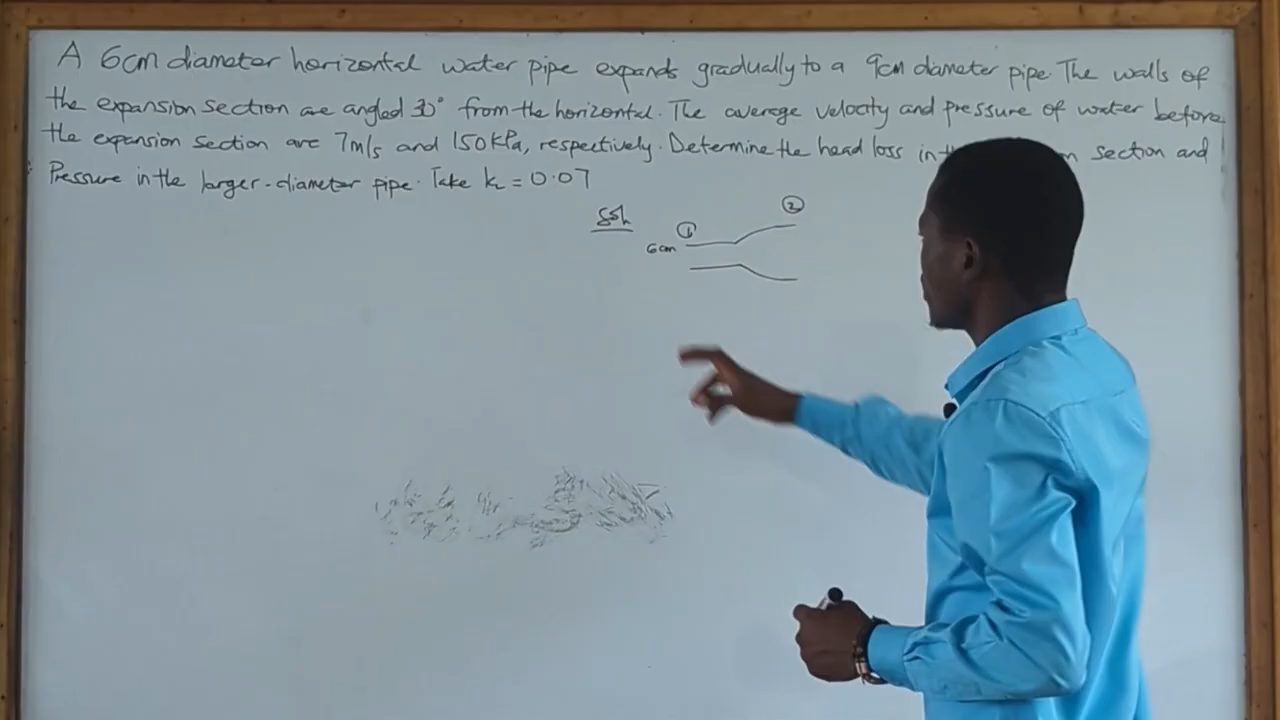 A 6cm diameter horizontal water pipe expands gradually to a 9cm diameter pipe. The walls of
the expansion section are angled 30° from the horizontal. The average velocity and pressure of water before
the expansion section are 7m/s and 150kPa, respectively. Determine the head loss in section and
Pressure in the larger-diameter pipe. Take kL = 0.07
Soln
① ②
6cm